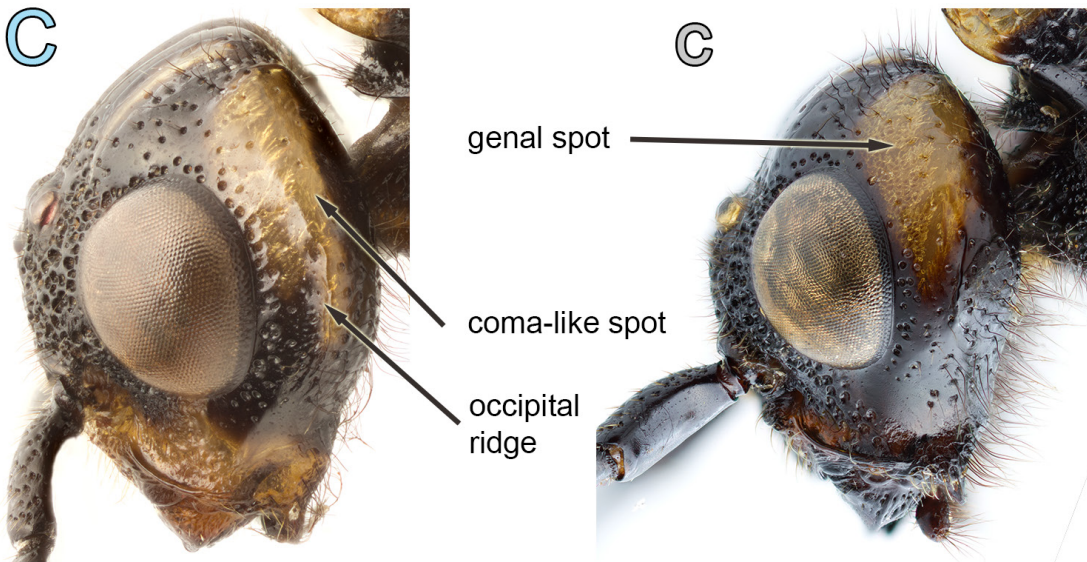 C
C
genal spot
coma-like spot
occipital
ridge